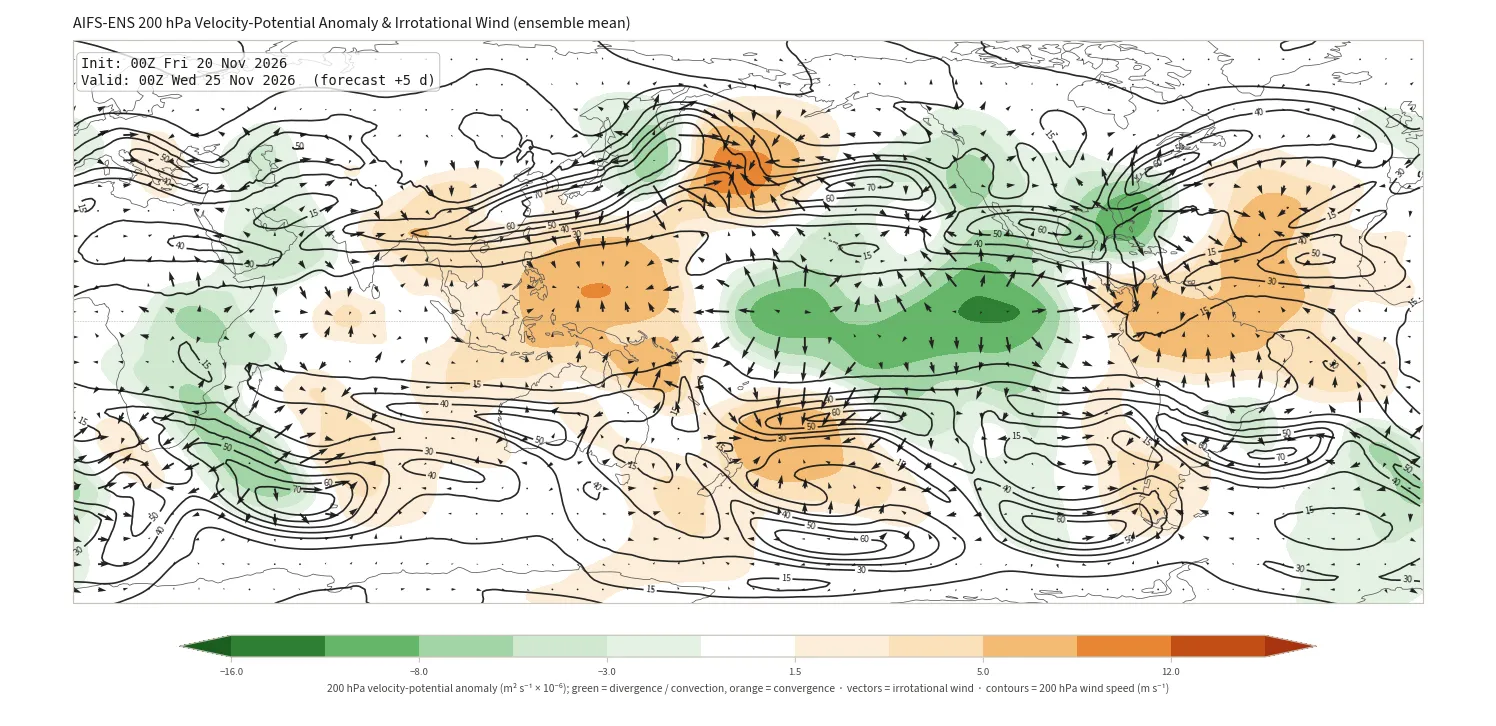 AIFS-ENS 200 hPa Velocity-Potential Anomaly & Irrotational Wind (ensemble mean)
Init: 00Z Fri 20 Nov 2026
Valid: 00Z Wed 25 Nov 2026 (forecast +5 d)
−16.0 −8.0 −3.0 1.5 5.0 12.0
200 hPa velocity-potential anomaly (m² s⁻¹ × 10⁻⁶); green = divergence / convection, orange = convergence · vectors = irrotational wind · contours = 200 hPa wind speed (m s⁻¹)